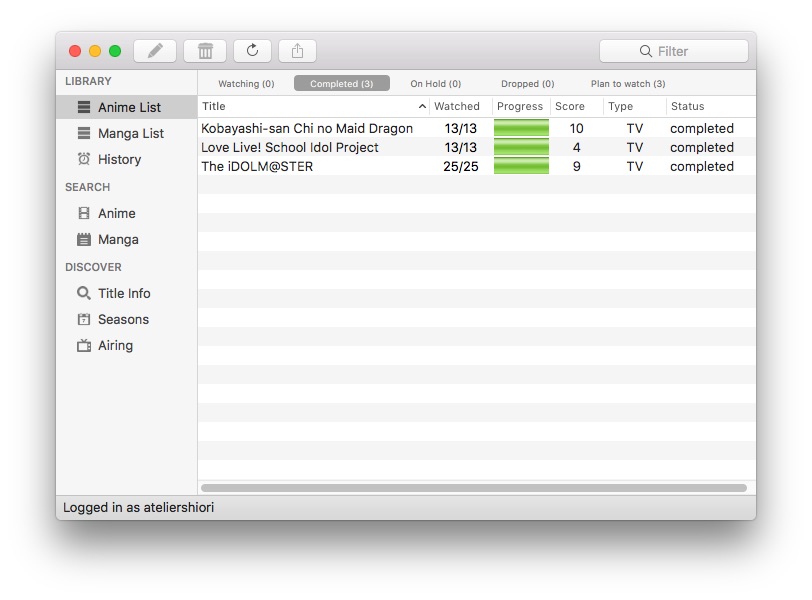 Filter
LIBRARY
Anime List
Manga List
History
SEARCH
Anime
Manga
DISCOVER
Title Info
Seasons
Airing
Watching (0) Completed (3) On Hold (0) Dropped (0) Plan to watch (3)
Title Watched Progress Score Type Status
Kobayashi-san Chi no Maid Dragon 13/13 10 TV completed
Love Live! School Idol Project 13/13 4 TV completed
The iDOLM@STER 25/25 9 TV completed
Logged in as ateliershiori